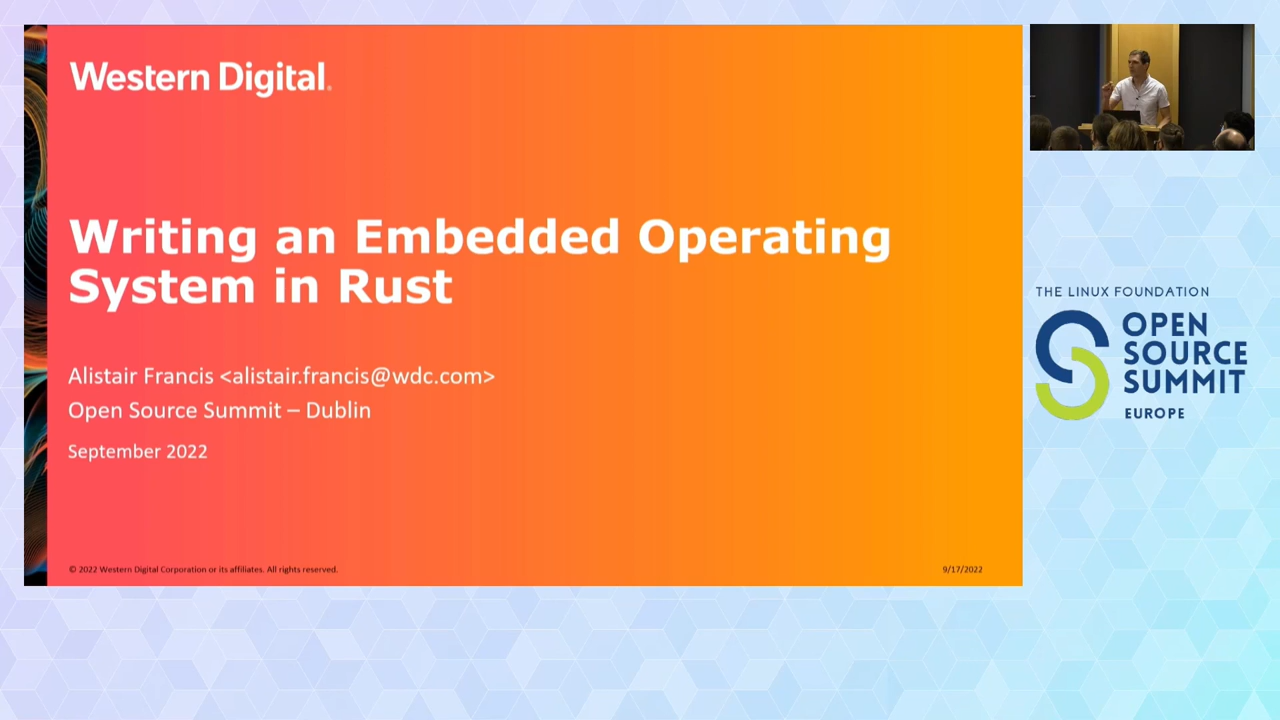 Western Digital.
Writing an Embedded Operating
System in Rust
Alistair Francis <alistair.francis@wdc.com>
Open Source Summit – Dublin
September 2022
© 2022 Western Digital Corporation or its affiliates. All rights reserved.
9/17/2022
THE LINUX FOUNDATION
OPEN
SOURCE
SUMMIT
EUROPE